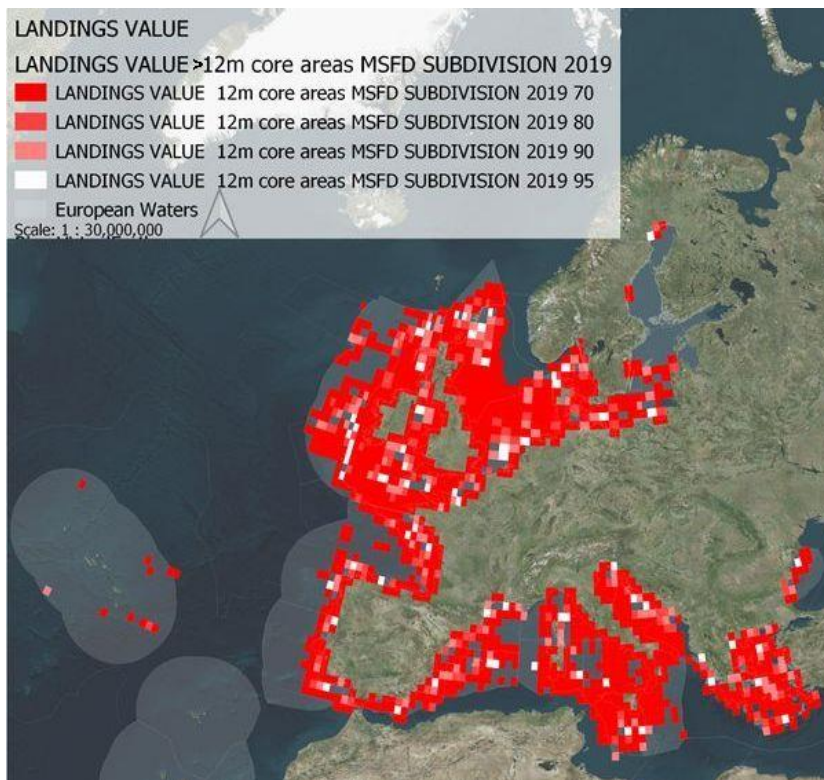 LANDINGS VALUE
LANDINGS VALUE >12m core areas MSFD SUBDIVISION 2019
LANDINGS VALUE 12m core areas MSFD SUBDIVISION 2019 70
LANDINGS VALUE 12m core areas MSFD SUBDIVISION 2019 80
LANDINGS VALUE 12m core areas MSFD SUBDIVISION 2019 90
LANDINGS VALUE 12m core areas MSFD SUBDIVISION 2019 95
European Waters
Scale: 1 : 30,000,000